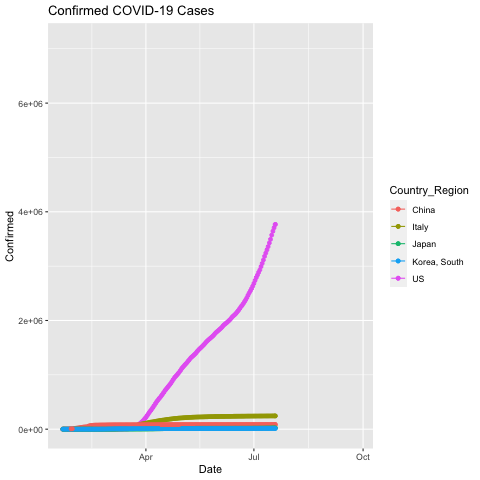 Confirmed COVID-19 Cases
6e+06
4e+06
2e+06
0e+00
Confirmed
Apr
Jul
Oct
Date
Country_Region
China
Italy
Japan
Korea, South
US